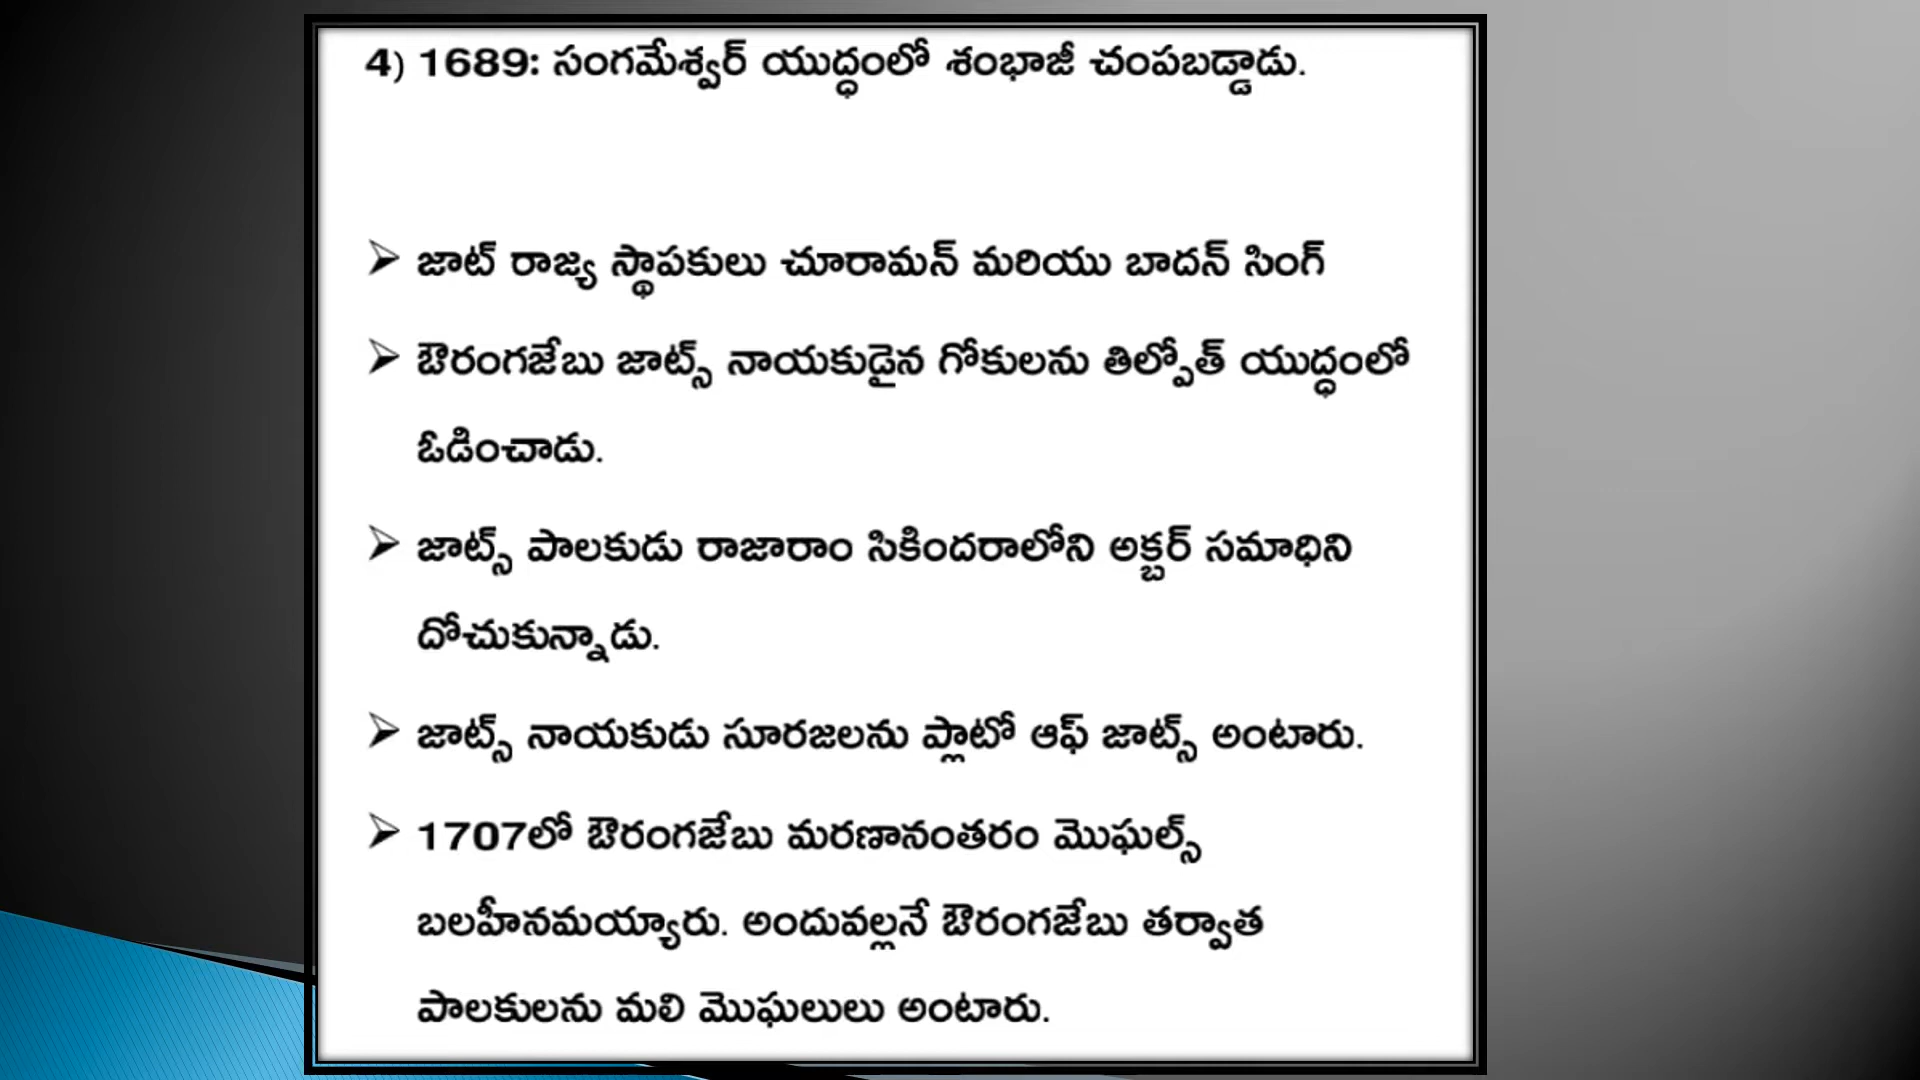 4) 1689: సంగమేశ్వర్ యుద్ధంలో శంభాజీ చంపబడ్డాడు.
➢ జాట్ రాజ్య స్థాపకులు చూరామన్ మరియు బాదన్ సింగ్
➢ ఔరంగజేబు జాట్స్ నాయకుడైన గోకులను తిల్పోత్ యుద్ధంలో
ఓడించాడు.
➢ జాట్స్ పాలకుడు రాజారాం సికిందరాలోని అక్బర్ సమాధిని
దోచుకున్నాడు.
➢ జాట్స్ నాయకుడు సూరజలను ప్లాటో ఆఫ్ జాట్స్ అంటారు.
➢ 1707లో ఔరంగజేబు మరణానంతరం మొఘల్స్
బలహీనమయ్యారు. అందువల్లనే ఔరంగజేబు తర్వాత
పాలకులను మలి మొఘలులు అంటారు.